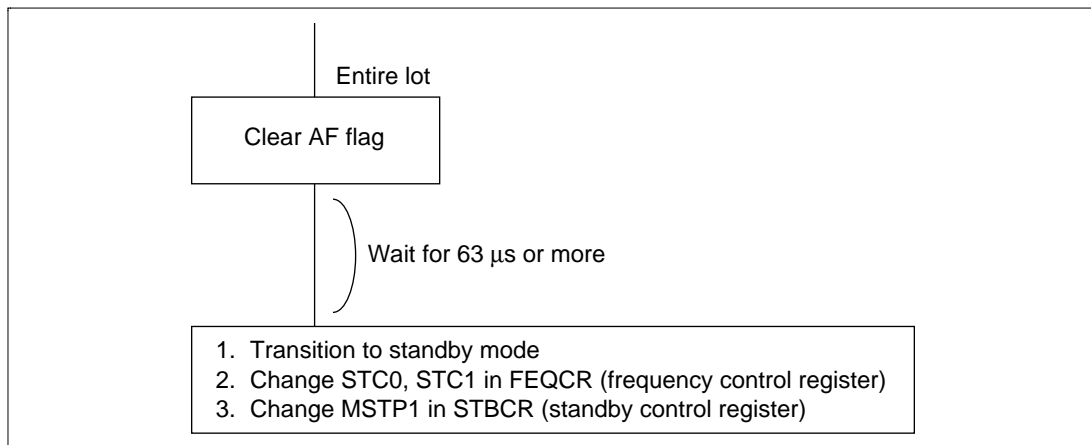 Entire lot
Clear AF flag
Wait for 63 μs or more
1. Transition to standby mode
2. Change STC0, STC1 in FEQCR (frequency control register)
3. Change MSTP1 in STBCR (standby control register)